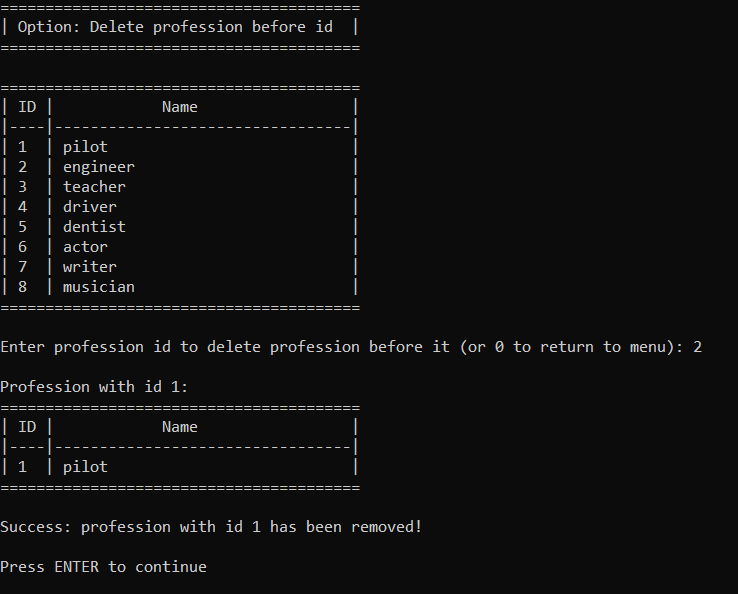 ========================================
| Option: Delete profession before id  |
========================================
========================================
| ID |            Name                 |
|----|---------------------------------|
| 1  | pilot                           |
| 2  | engineer                        |
| 3  | teacher                         |
| 4  | driver                          |
| 5  | dentist                         |
| 6  | actor                           |
| 7  | writer                          |
| 8  | musician                        |
========================================
Enter profession id to delete profession before it (or 0 to return to menu): 2
Profession with id 1:
========================================
| ID |            Name                 |
|----|---------------------------------|
| 1  | pilot                           |
========================================
Success: profession with id 1 has been removed!
Press ENTER to continue